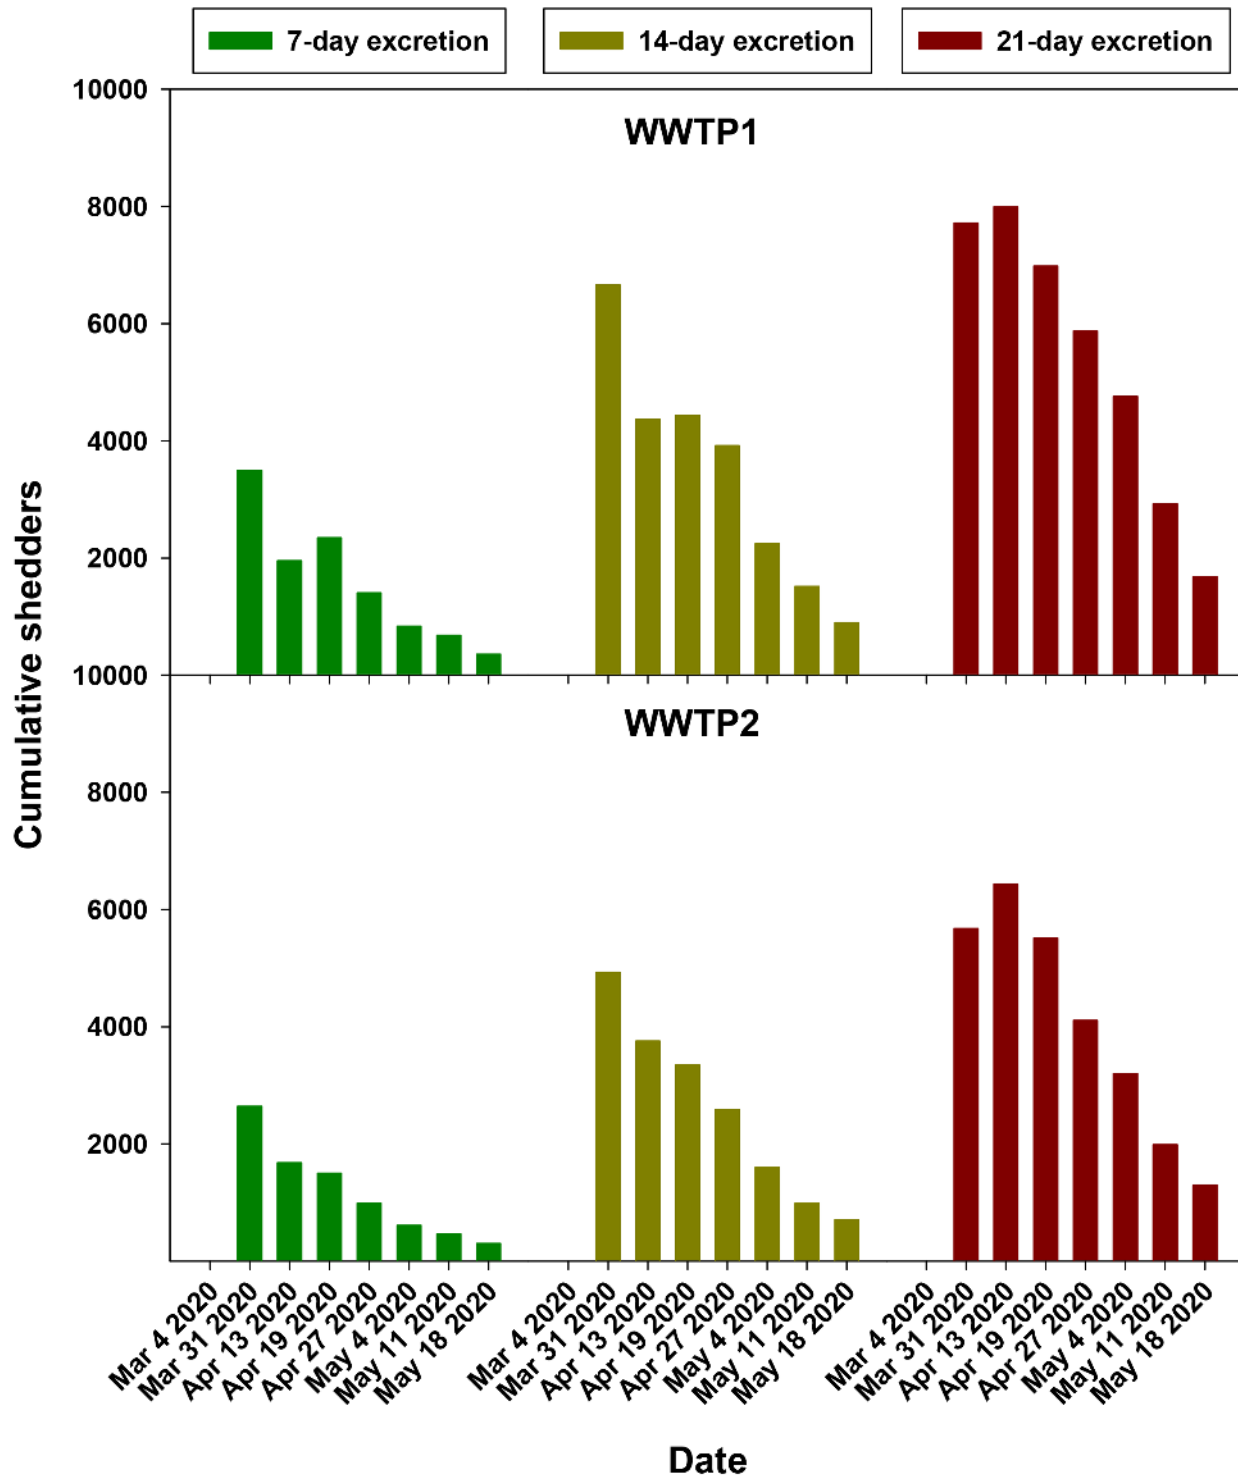 7-day excretion
14-day excretion
21-day excretion
WWTP1
10000
8000
6000
4000
2000
10000
WWTP2
8000
6000
4000
2000
Cumulative shedders
Mar 4 2020
Mar 31 2020
Apr 13 2020
Apr 19 2020
Apr 27 2020
May 4 2020
May 11 2020
May 18 2020
Mar 4 2020
Mar 31 2020
Apr 13 2020
Apr 19 2020
Apr 27 2020
May 4 2020
May 11 2020
May 18 2020
Mar 4 2020
Mar 31 2020
Apr 13 2020
Apr 19 2020
Apr 27 2020
May 4 2020
May 11 2020
May 18 2020
Date